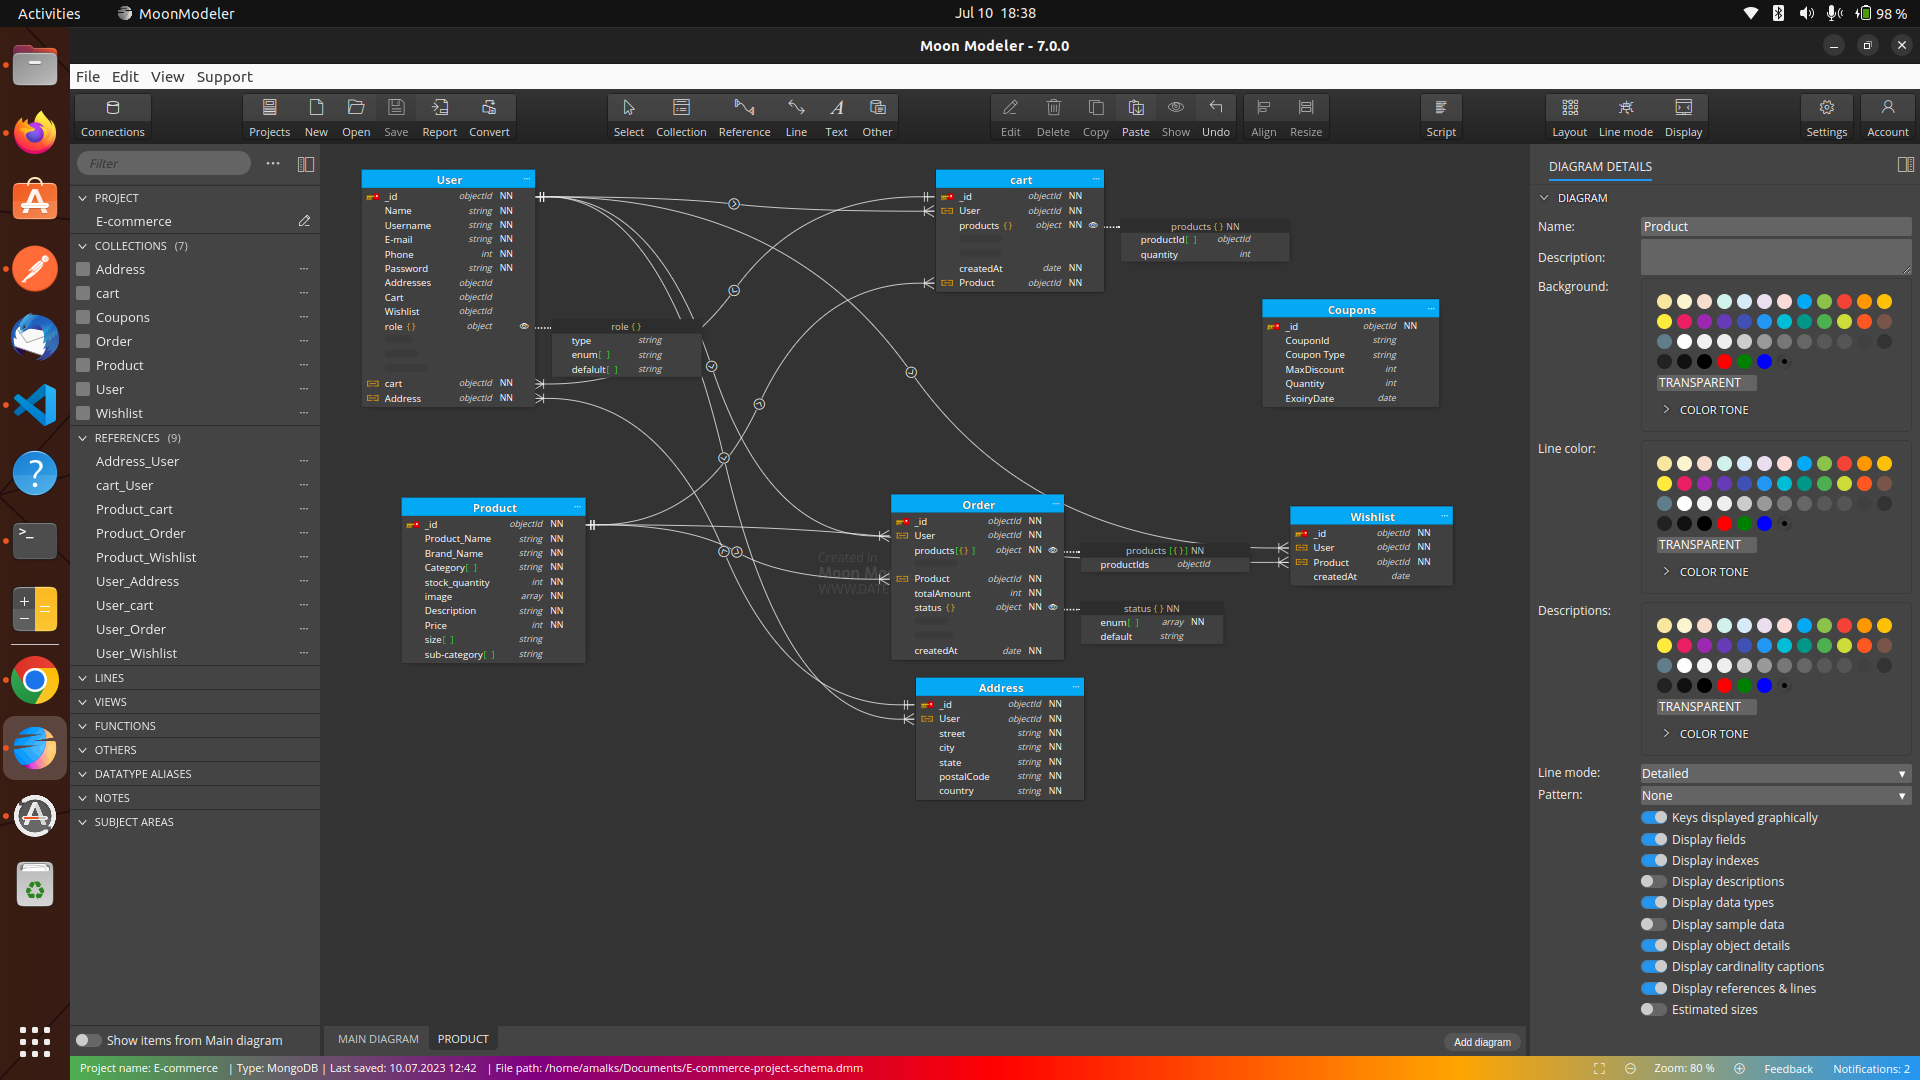 Activities MoonModeler Jul 10 18:38 98 %
Moon Modeler - 7.0.0
File Edit View Support
Connections Projects New Open Save Report Convert Select Collection Reference Line Text Other Edit Delete Copy Paste Show Undo Align Resize Script Layout Line mode Display Settings Account
Filter
PROJECT
E-commerce
COLLECTIONS (7)
Address
cart
Coupons
Order
Product
User
Wishlist
REFERENCES (9)
Address_User
cart_User
Product_cart
Product_Order
Product_Wishlist
User_Address
User_cart
User_Order
User_Wishlist
LINES
VIEWS
FUNCTIONS
OTHERS
DATATYPE ALIASES
NOTES
SUBJECT AREAS
Show items from Main diagram
User
_id objectId NN
Name string NN
Username string NN
E-mail string NN
Phone int NN
Password string NN
Addresses objectId
Cart objectId
Wishlist objectId
role {} object
cart objectId NN
Address objectId NN
role { }
type string
enum[ ] string
defalult[ ] string
cart
_id objectId NN
User objectId NN
products {} object NN
createdAt date NN
Product objectId NN
products { } NN
productId[ ] objectId
quantity int
Coupons
_id objectId NN
CouponId string
Coupon Type string
MaxDiscount int
Quantity int
ExoiryDate date
Product
_id objectId NN
Product_Name string NN
Brand_Name string NN
Category[ ] string NN
stock_quantity int NN
image array NN
Description string NN
Price int NN
size[ ] string
sub-category[ ] string
Created in
Moon Mo
WWW.DATE
Order
_id objectId NN
User objectId NN
products[{} ] object NN
Product objectId NN
totalAmount int NN
status {} object NN
createdAt date NN
products [{ }] NN
productIds objectId
status { } NN
enum[ ] array NN
default string
Wishlist
_id objectId NN
User objectId NN
Product objectId NN
createdAt date
Address
_id objectId NN
User objectId NN
street string NN
city string NN
state string NN
postalCode string NN
country string NN
MAIN DIAGRAM PRODUCT Add diagram
DIAGRAM DETAILS
DIAGRAM
Name: Product
Description:
Background:
TRANSPARENT
COLOR TONE
Line color:
TRANSPARENT
COLOR TONE
Descriptions:
TRANSPARENT
COLOR TONE
Line mode: Detailed
Pattern: None
Keys displayed graphically
Display fields
Display indexes
Display descriptions
Display data types
Display sample data
Display object details
Display cardinality captions
Display references & lines
Estimated sizes
Project name: E-commerce | Type: MongoDB | Last saved: 10.07.2023 12:42 | File path: /home/amalks/Documents/E-commerce-project-schema.dmm Zoom: 80 % Feedback Notifications: 2